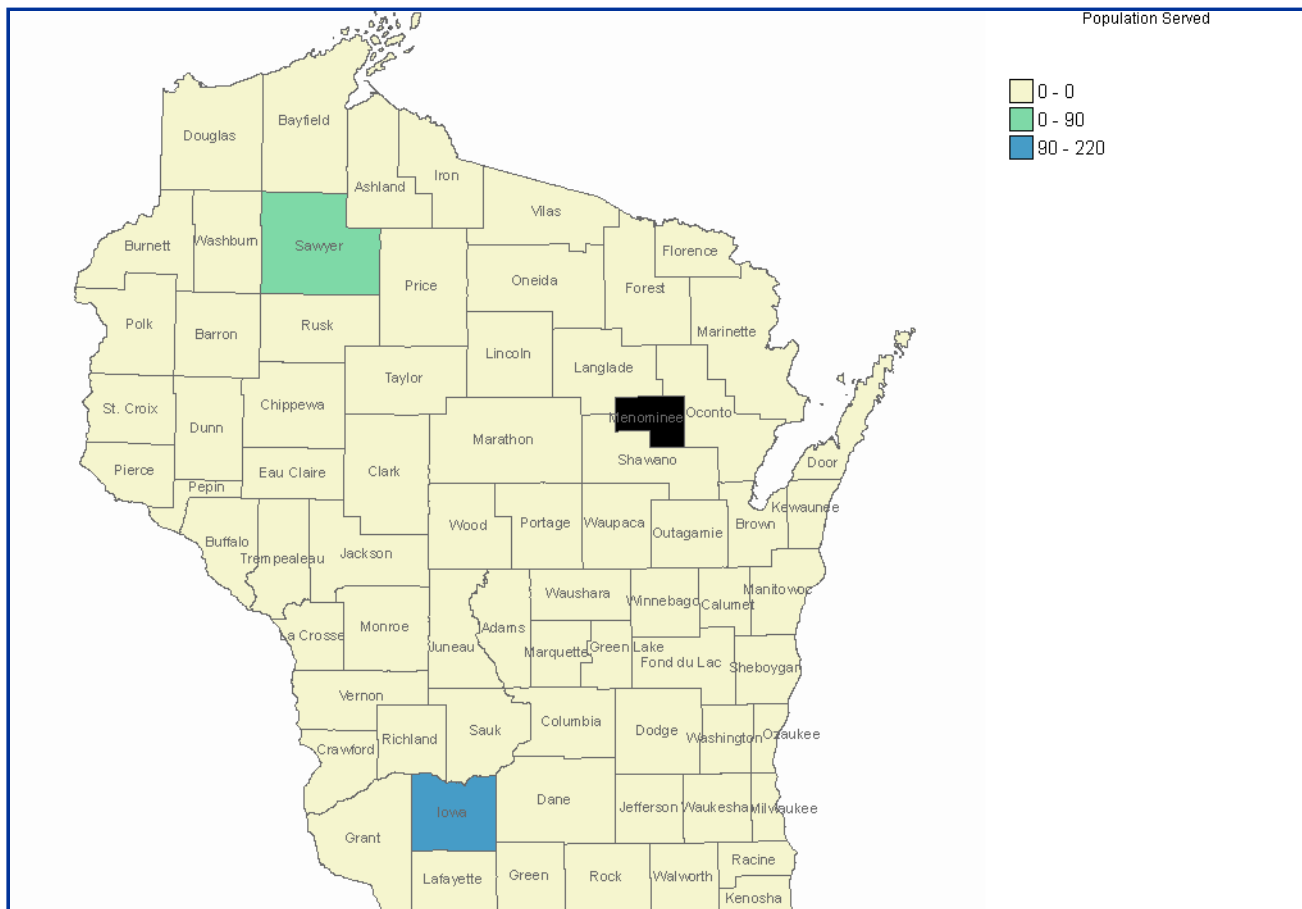 Population Served
0 - 0
0 - 90
90 - 220
Bayfield
Douglas
Iron
Ashland
Vilas
Burnett
Washburn
Sawyer
Florence
Oneida
Price
Forest
Polk
Barron
Rusk
Marinette
Lincoln
Langlade
Taylor
St. Croix
Chippewa
Menominee
Oconto
Dunn
Marathon
Shawano
Door
Pierce
Eau Claire
Clark
Pepin
Kewaunee
Wood
Portage
Waupaca
Outagamie
Brown
Buffalo
Trempealeau
Jackson
Waushara
Winnebago
Calumet
Manitowoc
La Crosse
Monroe
Adams
Juneau
Marquette
Green Lake
Fond du Lac
Sheboygan
Vernon
Columbia
Sauk
Dodge
Richland
Washington
Ozaukee
Crawford
Iowa
Dane
Jefferson
Waukesha
Milwaukee
Grant
Racine
Lafayette
Green
Rock
Walworth
Kenosha